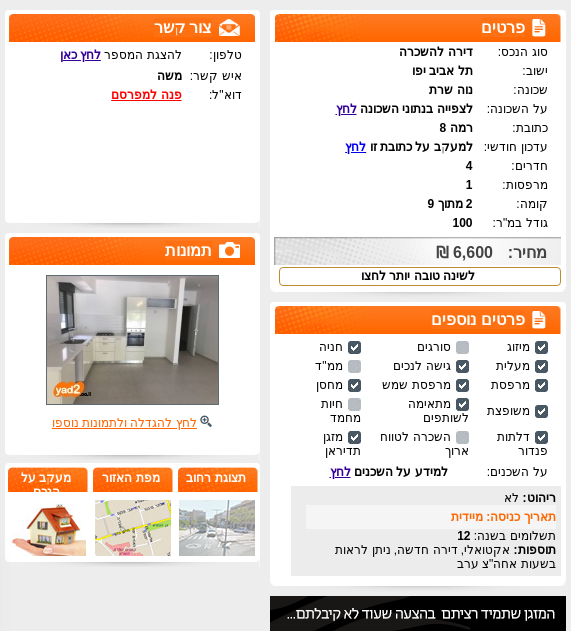 פרטים
סוג הנכס: דירה להשכרה
ישוב: תל אביב יפו
שכונה: נוה שרת
על השכונה: לצפייה בנתוני השכונה לחץ
כתובת: רמה 8
עדכון חודשי: למעקב על כתובת זו לחץ
חדרים: 4
מרפסות: 1
קומה: 2 מתוך 9
גודל במ"ר: 100
מחיר: 6,600 ₪
לשינה טובה יותר לחצו
פרטים נוספים
מיזוג סורגים חניה
מעלית גישה לנכים ממ"ד
מרפסת מרפסת שמש מחסן
משופצת מתאימה לשותפים חיות מחמד
דלתות פנדור השכרה לטווח ארוך מזגן תדיראן
על השכנים: למידע על השכנים לחץ
ריהוט: לא
תאריך כניסה: מיידית
תשלומים בשנה: 12
תוספות: אקטואלי, דירה חדשה, ניתן לראות
בשעות אחה"צ ערב
המזגן שתמיד רציתם בהצעה שעוד לא קיבלתם...
צור קשר
טלפון: להצגת המספר לחץ כאן
איש קשר: משה
דוא"ל: פנה למפרסם
תמונות
yad2
לחץ להגדלה ולתמונות נוספו
תצוגת רחוב
מפת האזור
מעקב על
הנכס